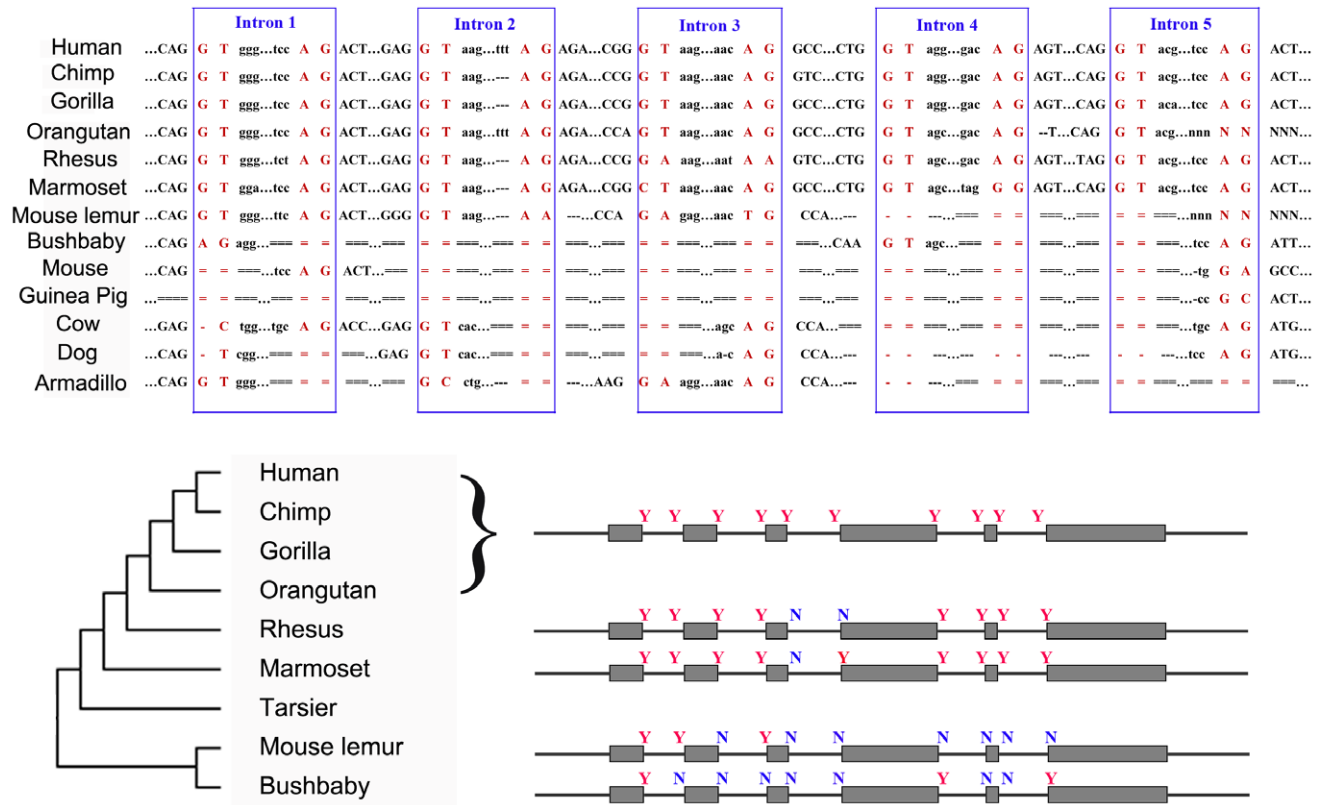 Intron 1 Intron 2 Intron 3 Intron 4 Intron 5
Human ...CAG G T ggg...tcc A G ACT...GAG G T aag...ttt A G AGA...CGG G T aag...aac A G GCC...CTG G T agg...gac A G AGT...CAG G T acg...tcc A G ACT...
Chimp ...CAG G T ggg...tcc A G ACT...GAG G T aag...--- A G AGA...CCG G T aag...aac A G GTC...CTG G T agg...gac A G AGT...CAG G T acg...tcc A G ACT...
Gorilla ...CAG G T ggg...tcc A G ACT...GAG G T aag...--- A G AGA...CCG G T aag...aac A G GCC...CTG G T agg...gac A G AGT...CAG G T aca...tcc A G ACT...
Orangutan ...CAG G T ggg...tcc A G ACT...GAG G T aag...ttt A G AGA...CCA G T aag...aac A G GCC...CTG G T agc...gac A G --T...CAG G T acg...nnn N N NNN...
Rhesus ...CAG G T ggg...tct A G ACT...GAG G T aag...--- A G AGA...CCG G A aag...aat A A GTC...CTG G T agc...gac A G AGT...TAG G T acg...tcc A G ACT...
Marmoset ...CAG G T gga...tcc A G ACT...GAG G T aag...--- A G AGA...CGG C T aag...aac A G GCC...CTG G T agc...tag G G AGT...CAG G T acg...tcc A G ACT...
Mouse lemur ...CAG G T ggg...ttc A G ACT...GGG G T aag...--- A A ---...CCA G A gag...aac T G CCA...--- - - ---...=== = = ===...=== = = ===...nnn N N NNN...
Bushbaby ...CAG A G agg...=== = = ===...=== = = ===...=== = = ===...=== = = ===...=== = = ===...CAA G T agc...=== = = ===...=== = = ===...tcc A G ATT...
Mouse ...CAG = = ===...tcc A G ACT...=== = = ===...=== = = ===...=== = = ===...=== = = ===...=== = = ===...=== = = ===...=== = = ===...-tg G A GCC...
Guinea Pig ...==== = = ===...=== = = ===...=== = = ===...=== = = ===...=== = = ===...=== = = ===...=== = = ===...=== = = ===...=== = = ===...-cc G C ACT...
Cow ...GAG - C tgg...tgc A G ACC...GAG G T cac...=== = = ===...=== = = ===...agc A G CCA...=== = = ===...=== = = ===...=== = = ===...tgc A G ATG...
Dog ...CAG - T cgg...=== = = ===...GAG G T cac...=== = = ===...=== = = ===...a-c A G CCA...--- - - ---...--- - - ---...--- - - ---...tcc A G ATG...
Armadillo ...CAG G T ggg...=== = = ===...=== G C ctg...---- = = ----...AAG G A agg...aac A G CCA...--- - - ---...=== = = ===...=== = = ===...=== = = ===...
Human
Chimp
Gorilla
Orangutan
Y Y Y Y Y Y Y Y Y Y
Rhesus Y Y Y Y N N Y Y Y Y
Marmoset Y Y Y Y N Y Y Y Y Y
Tarsier
Mouse lemur Y Y N Y N N N N N N
Bushbaby Y N N N N N Y N N Y